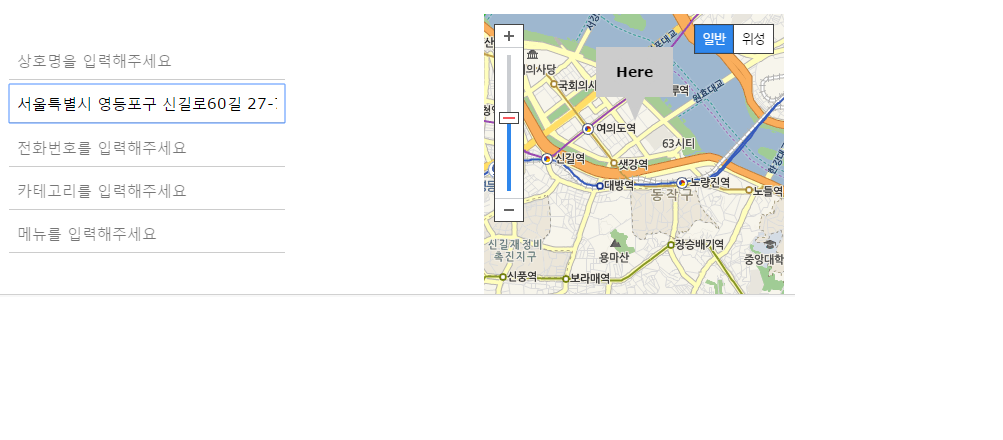 상호명을 입력해주세요
서울특별시 영등포구 신길로60길 27-
전화번호를 입력해주세요
카테고리를 입력해주세요
메뉴를 입력해주세요
일반
위성
Here
국회의사
원효대교
여의도역
63시티
신길역
샛강역
대방역
노량진역
노들역
동작구
장승배기역
신길재정비
촉진지구
용마산
중앙대학
신풍역
보라매역